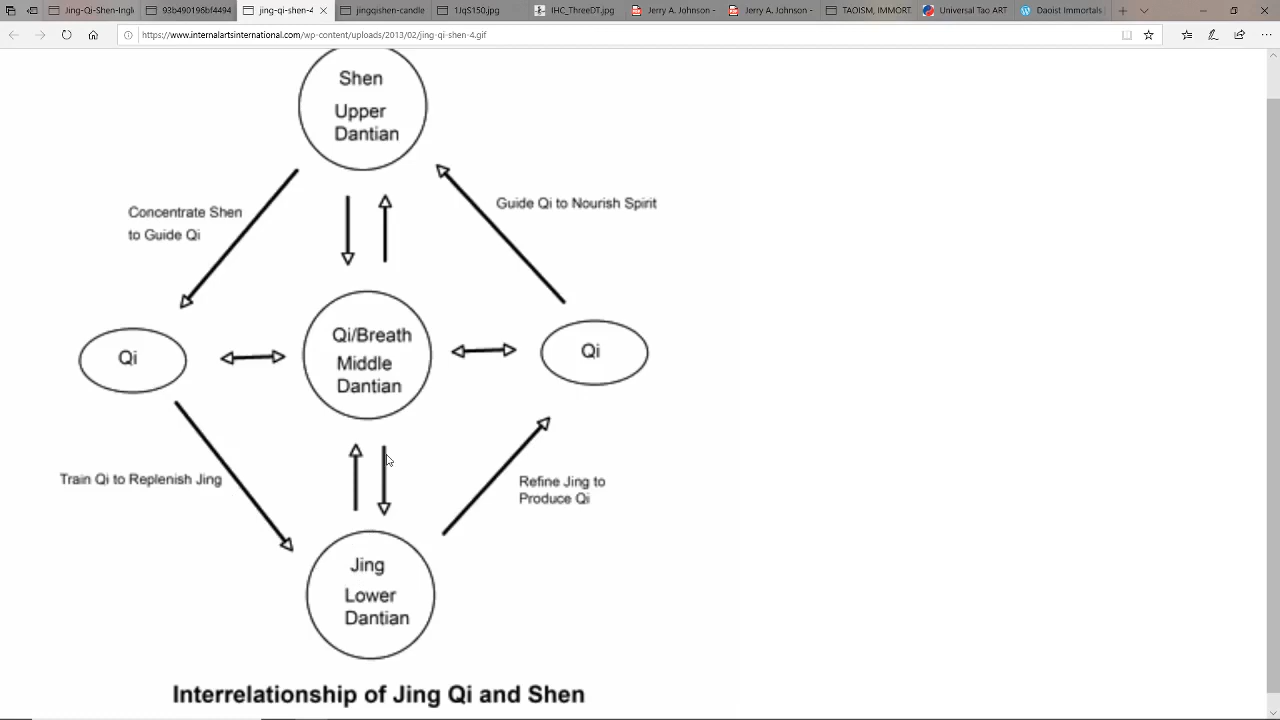 Jing-Qi-Shen-Ingl
93b490196bf4494
jing-qi-shen-4
jingqishen-candle
1JqS150.jpg
IHC_ThreeDT.jpg
Jerry A. Johnson -
Jerry A. Johnson -
TAOISM, IMMORT
Universal Tao ART
Daoist Immortals
https://www.internalartsinternational.com/wp-content/uploads/2013/02/jing-qi-shen-4.gif
Shen
Upper
Dantian
Concentrate Shen
to Guide Qi
Guide Qi to Nourish Spirit
Qi
Qi/Breath
Middle
Dantian
Qi
Train Qi to Replenish Jing
Refine Jing to
Produce Qi
Jing
Lower
Dantian
Interrelationship of Jing Qi and Shen